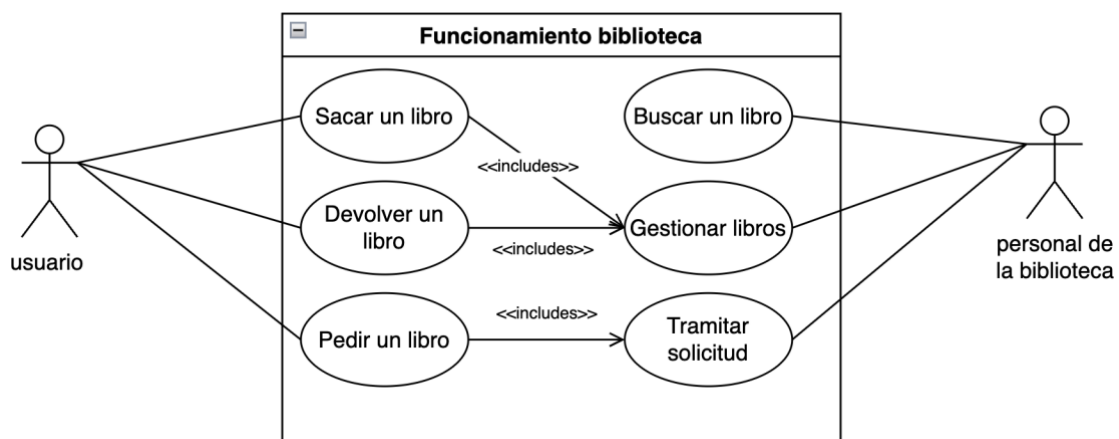 Funcionamiento biblioteca
Sacar un libro
Buscar un libro
<<includes>>
Devolver un
libro
Gestionar libros
<<includes>>
<<includes>>
Pedir un libro
Tramitar
solicitud
usuario
personal de
la biblioteca